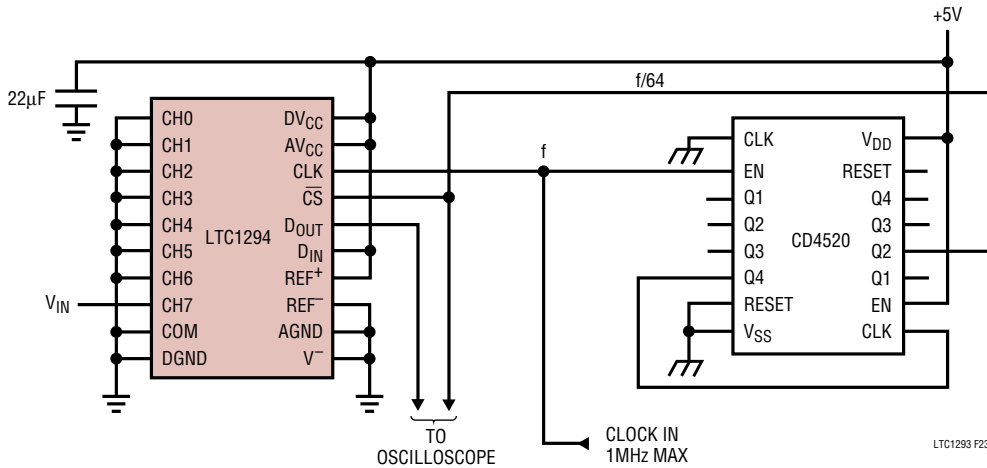 +5V
22µF
f/64
CH0
CH1
CH2
CH3
CH4
CH5
CH6
CH7
COM
DGND
LTC1294
DVCC
AVCC
CLK
CS
DOUT
DIN
REF+
REF–
AGND
V–
VIN
f
CLK
EN
Q1
Q2
Q3
Q4
RESET
VSS
CD4520
VDD
RESET
Q4
Q3
Q2
Q1
EN
CLK
TO
OSCILLOSCOPE
CLOCK IN
1MHz MAX
LTC1293 F23